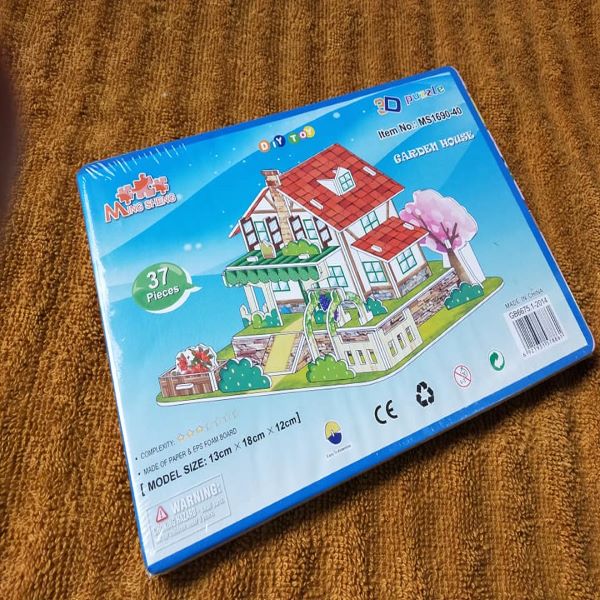 3D puzzle
Item No.: MS1690-40
DIY TOY
GARDEN HOUSE
MING SHENG
37
Pieces
MADE IN CHINA
GB6675.1-2014
• COMPLEXITY:
• MADE OF PAPER & EPS FOAM BOARD
[ MODEL SIZE: 13cm × 18cm × 12cm ]
CE
WARNING: